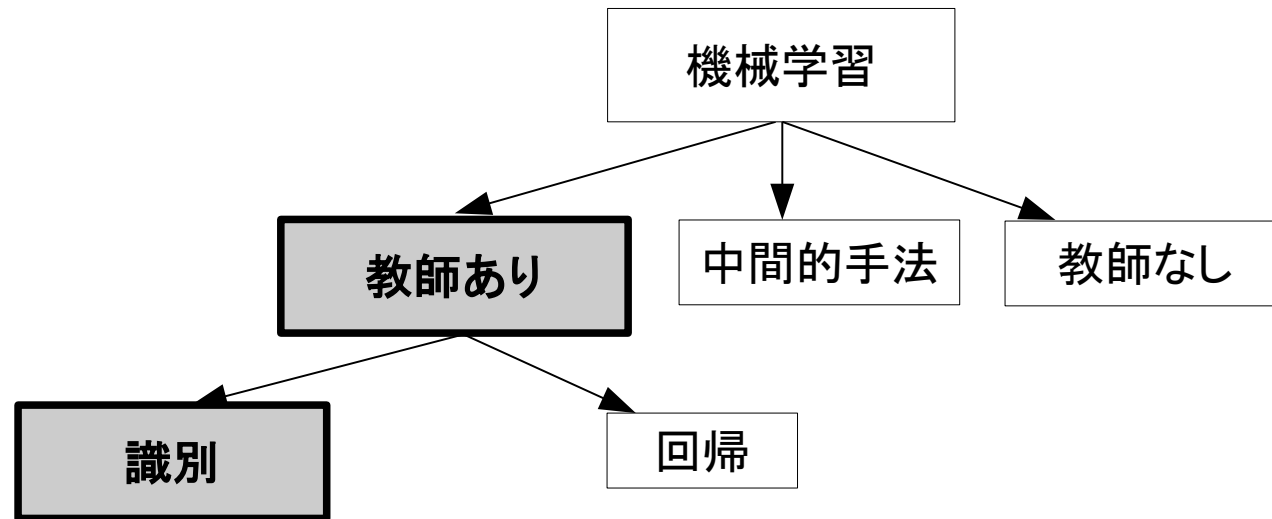 機械学習
教師あり
中間的手法
教師なし
識別
回帰